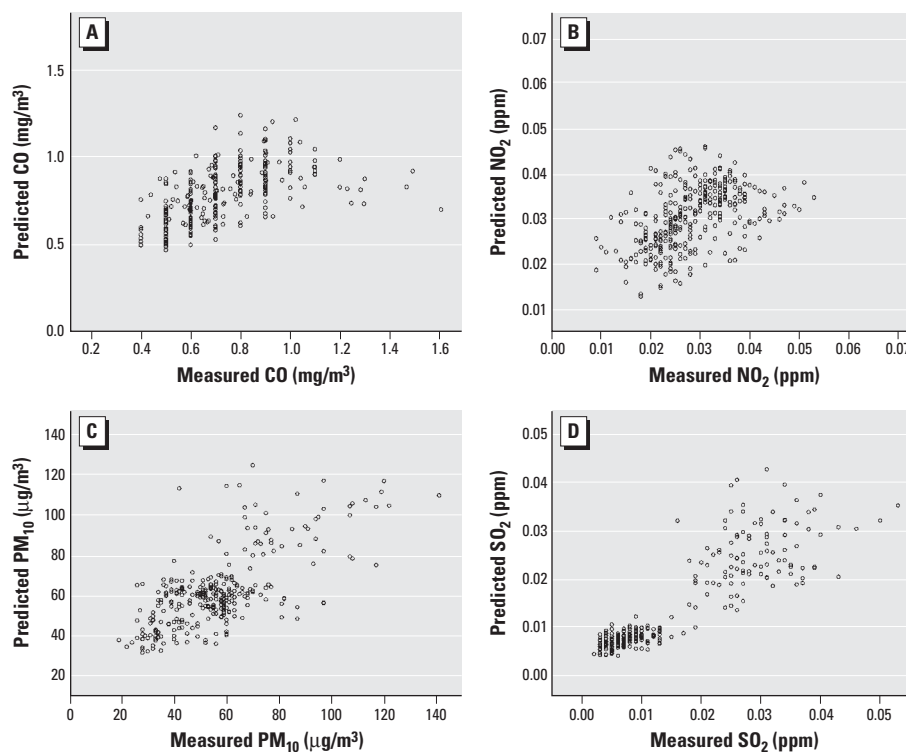 A
Predicted CO (mg/m³)
1.5
1.0
0.5
0.0
0.2 0.4 0.6 0.8 1.0 1.2 1.4 1.6
Measured CO (mg/m³)
B
Predicted NO₂ (ppm)
0.07
0.06
0.05
0.04
0.03
0.02
0.01
0.00 0.01 0.02 0.03 0.04 0.05 0.06 0.07
Measured NO₂ (ppm)
C
Predicted PM₁₀ (μg/m³)
140
120
100
80
60
40
20
0 20 40 60 80 100 120 140
Measured PM₁₀ (μg/m³)
D
Predicted SO₂ (ppm)
0.05
0.04
0.03
0.02
0.01
0.00
0.00 0.01 0.02 0.03 0.04 0.05
Measured SO₂ (ppm)